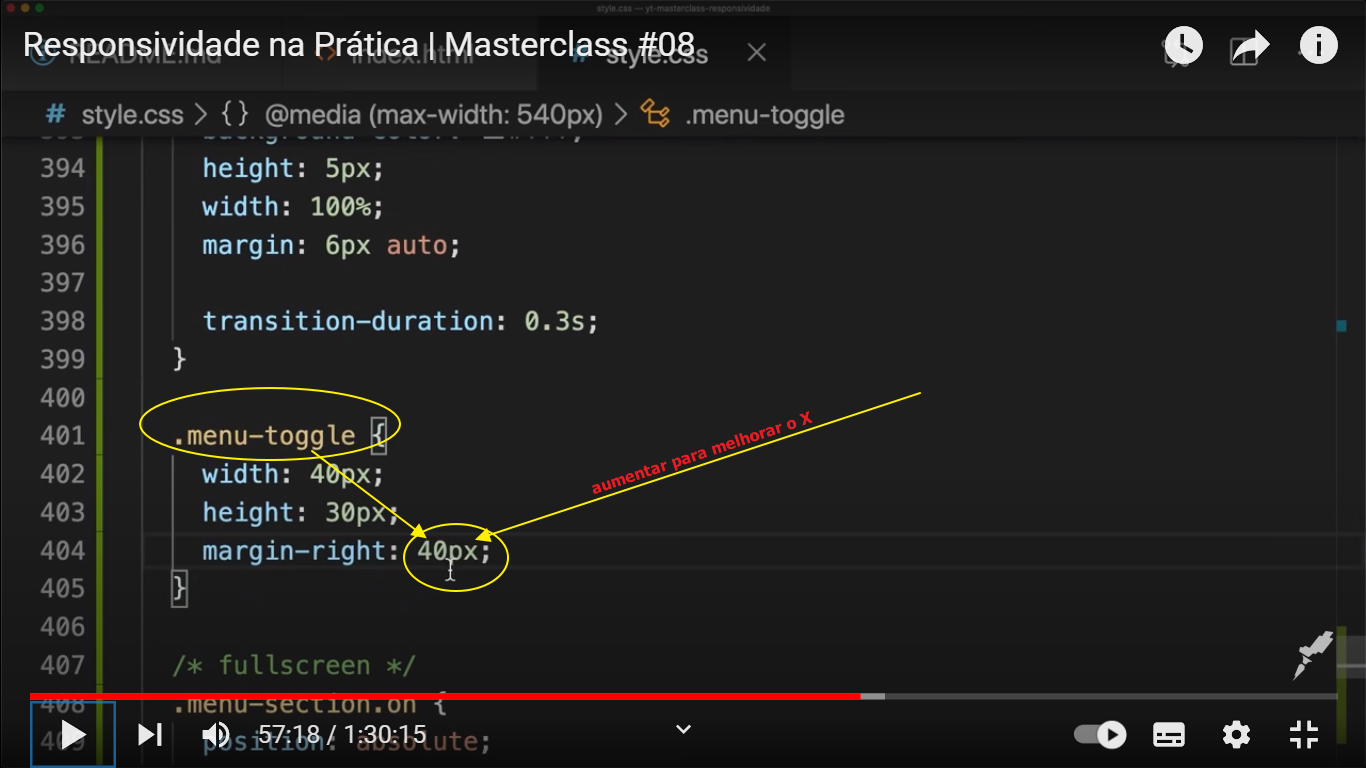 style.css — yt-masterclass-responsividade
Responsividade na Prática | Masterclass #08
README.md index.html # style.css
# style.css > {} @media (max-width: 540px) > .menu-toggle
394 height: 5px;
395 width: 100%;
396 margin: 6px auto;
397
398 transition-duration: 0.3s;
399 }
400
401 .menu-toggle {
aumentar para melhorar o X
402 width: 40px;
403 height: 30px;
404 margin-right: 40px;
405 }
406
407 /* fullscreen */
408 .menu-section.on {
409 position: absolute;
57:18 / 1:30:15